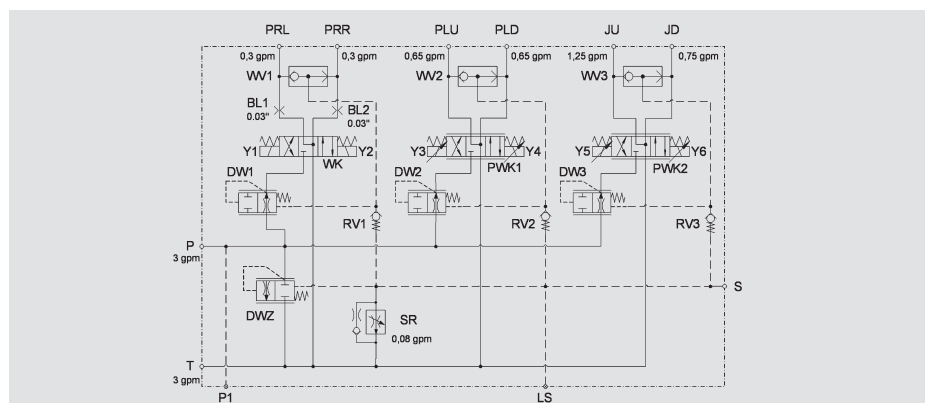 PRL PRR PLU PLD JU JD
0,3 gpm 0,3 gpm 0,65 gpm 0,65 gpm 1,25 gpm 0,75 gpm
WV1 WV2 WV3
BL1 BL2
0.03" 0.03"
Y1 Y2 Y3 Y4 Y5 Y6
WK PWK1 PWK2
DW1 DW2 DW3
RV1 RV2 RV3
P
3 gpm
S
DWZ
SR
0,08 gpm
T
3 gpm
P1 LS